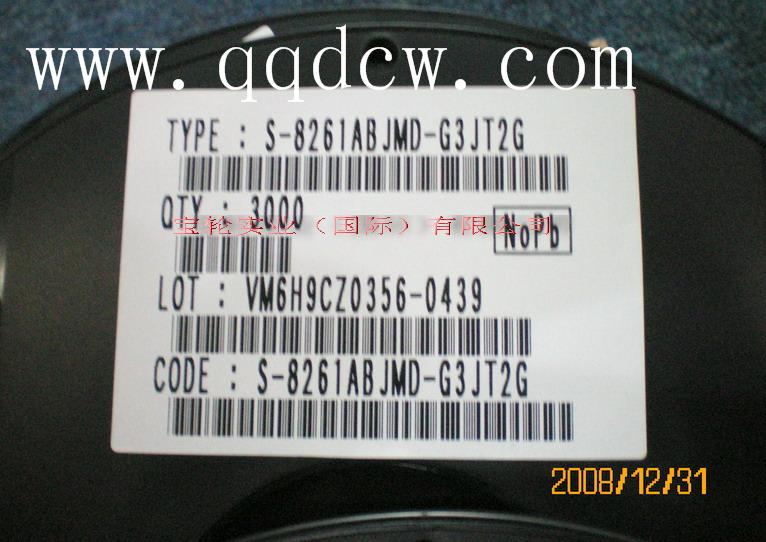 www.qqdcw.com
TYPE : S-8261ABJMD-G3JT2G
QTY : 3000
宝轮实业（国际）有限公司
NoPb
LOT : VM6H9CZ0356-0439
CODE : S-8261ABJMD-G3JT2G
2008/12/31